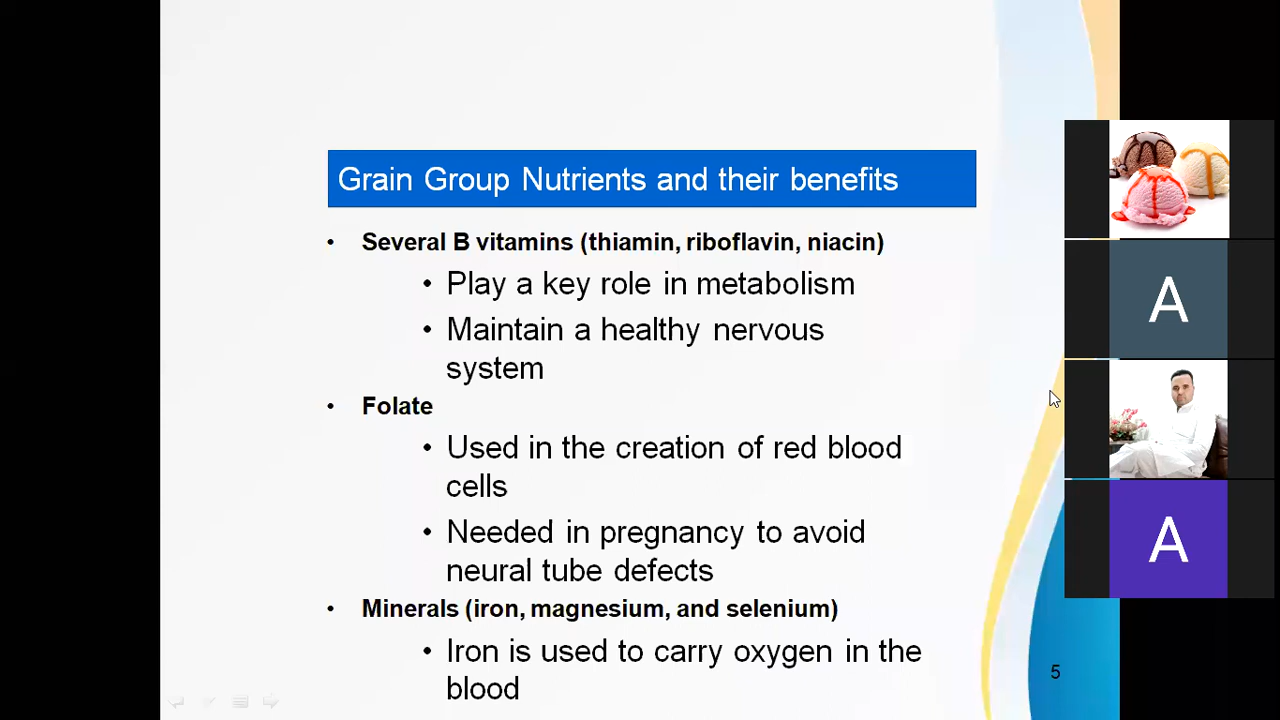 Grain Group Nutrients and their benefits
• Several B vitamins (thiamin, riboflavin, niacin)
• Play a key role in metabolism
• Maintain a healthy nervous
system
• Folate
• Used in the creation of red blood
cells
• Needed in pregnancy to avoid
neural tube defects
• Minerals (iron, magnesium, and selenium)
• Iron is used to carry oxygen in the
blood
5
A
A